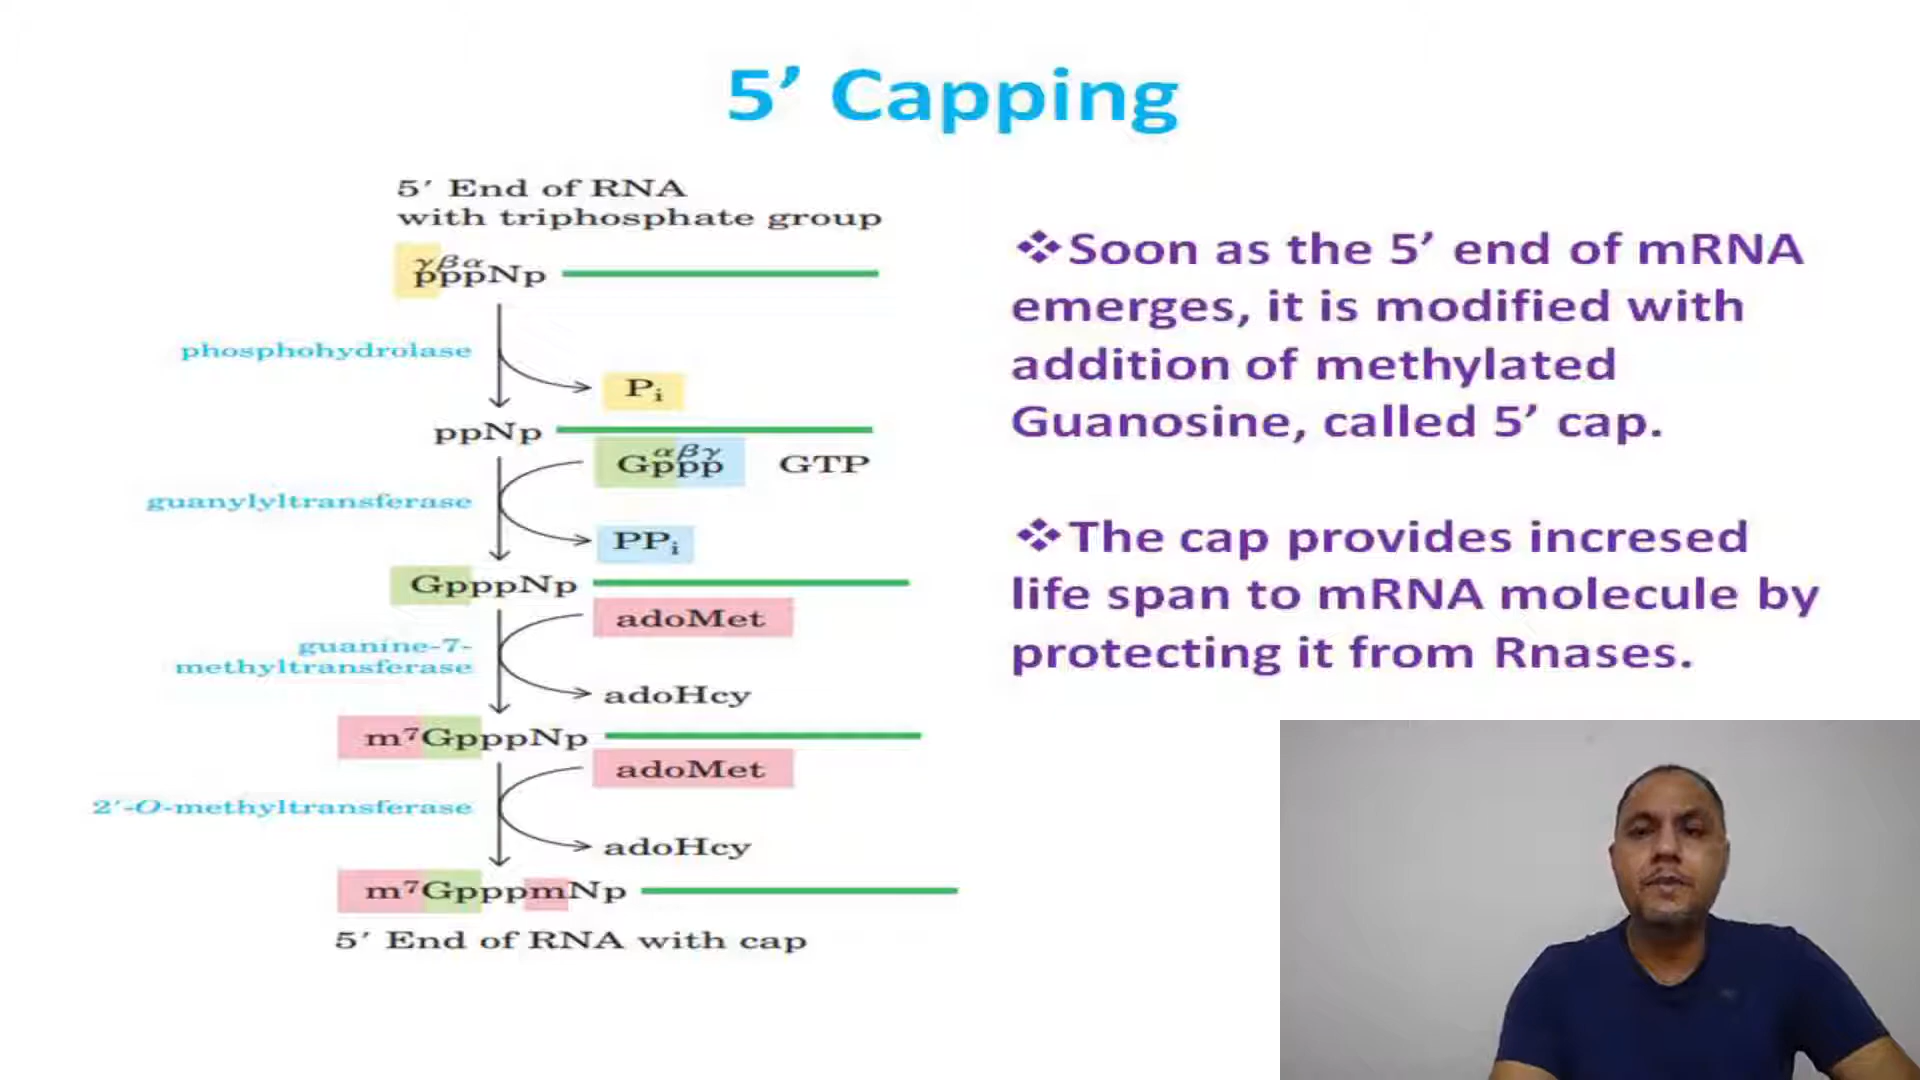 5’ Capping
5′ End of RNA
with triphosphate group
γβα
pppNp
phosphohydrolase
Pi
ppNp
αβγ
Gppp GTP
guanylyltransferase
PPi
GpppNp
adoMet
guanine-7-
methyltransferase
adoHcy
m⁷GpppNp
adoMet
2′-O-methyltransferase
adoHcy
m⁷GpppmNp
5′ End of RNA with cap
❖Soon as the 5’ end of mRNA
emerges, it is modified with
addition of methylated
Guanosine, called 5’ cap.
❖The cap provides incresed
life span to mRNA molecule by
protecting it from Rnases.